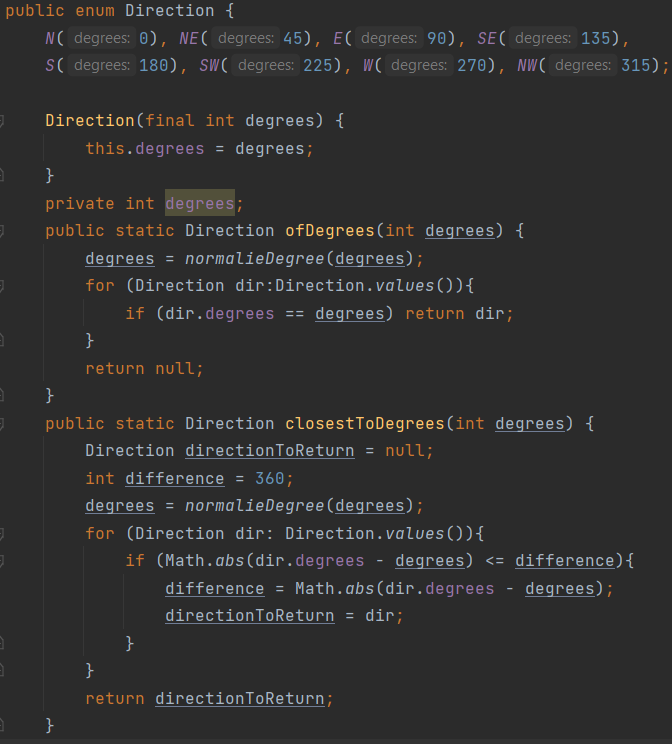 public enum Direction {
    N( degrees: 0), NE( degrees: 45), E( degrees: 90), SE( degrees: 135),
    S( degrees: 180), SW( degrees: 225), W( degrees: 270), NW( degrees: 315);
    Direction(final int degrees) {
        this.degrees = degrees;
    }
    private int degrees;
    public static Direction ofDegrees(int degrees) {
        degrees = normalieDegree(degrees);
        for (Direction dir:Direction.values()){
            if (dir.degrees == degrees) return dir;
        }
        return null;
    }
    public static Direction closestToDegrees(int degrees) {
        Direction directionToReturn = null;
        int difference = 360;
        degrees = normalieDegree(degrees);
        for (Direction dir: Direction.values()){
            if (Math.abs(dir.degrees - degrees) <= difference){
                difference = Math.abs(dir.degrees - degrees);
                directionToReturn = dir;
            }
        }
        return directionToReturn;
    }